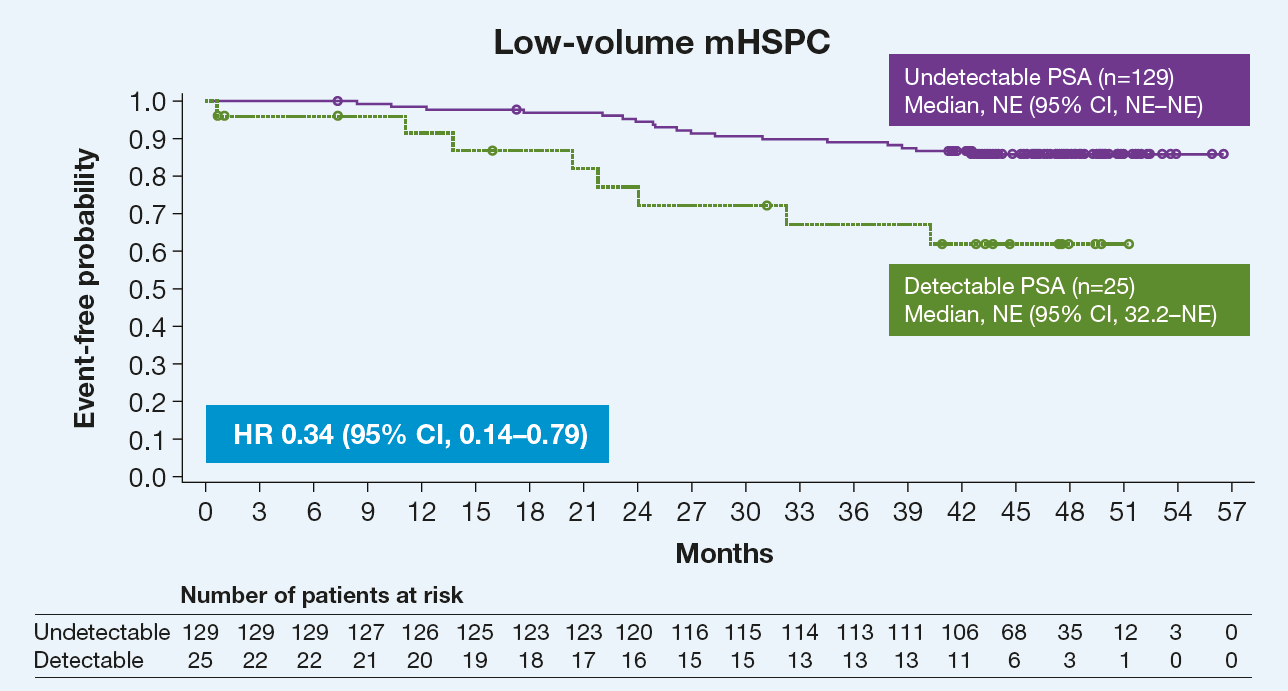 Low-volume mHSPC
Undetectable PSA (n=129)
Median, NE (95% CI, NE–NE)
Event-free probability
1.0
0.9
0.8
0.7
0.6
0.5
0.4
0.3
0.2
0.1
0.0
Detectable PSA (n=25)
Median, NE (95% CI, 32.2–NE)
HR 0.34 (95% CI, 0.14–0.79)
0 3 6 9 12 15 18 21 24 27 30 33 36 39 42 45 48 51 54 57
Months
Number of patients at risk
Undetectable 129 129 129 127 126 125 123 123 120 116 115 114 113 111 106 68 35 12 3 0
Detectable 25 22 22 21 20 19 18 17 16 15 15 13 13 13 11 6 3 1 0 0